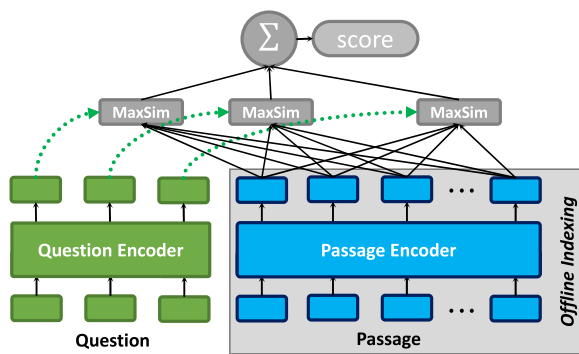 Σ
score
MaxSim
MaxSim
MaxSim
Question Encoder
Passage Encoder
Question
Passage
Offline Indexing